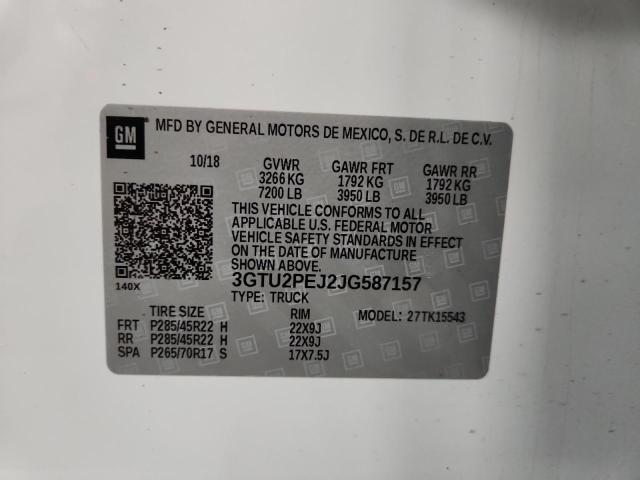 GM
MFD BY GENERAL MOTORS DE MEXICO, S. DE R.L. DE C.V.
10/18 GVWR GAWR FRT GAWR RR
3266 KG 1792 KG 1792 KG
7200 LB 3950 LB 3950 LB
THIS VEHICLE CONFORMS TO ALL
APPLICABLE U.S. FEDERAL MOTOR
VEHICLE SAFETY STANDARDS IN EFFECT
ON THE DATE OF MANUFACTURE
SHOWN ABOVE.
140X 3GTU2PEJ2JG587157
TYPE: TRUCK
TIRE SIZE RIM MODEL: 27TK15543
FRT P285/45R22 H 22X9J
RR P285/45R22 H 22X9J
SPA P265/70R17 S 17X7.5J